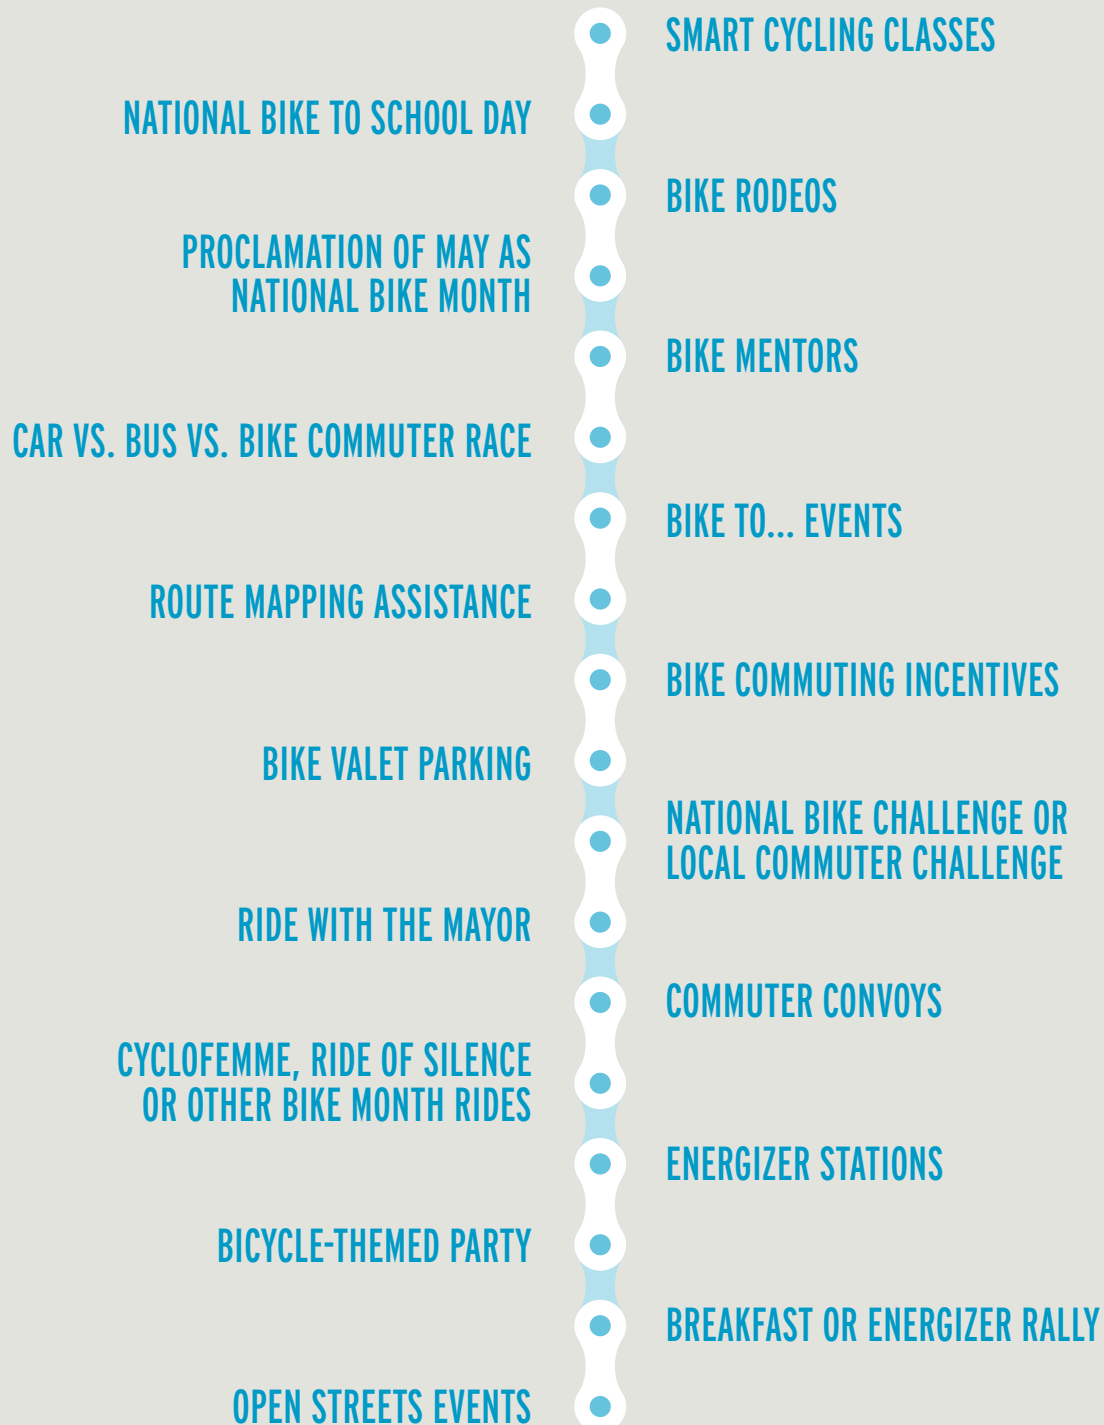 SMART CYCLING CLASSES
NATIONAL BIKE TO SCHOOL DAY
BIKE RODEOS
PROCLAMATION OF MAY AS
NATIONAL BIKE MONTH
BIKE MENTORS
CAR VS. BUS VS. BIKE COMMUTER RACE
BIKE TO... EVENTS
ROUTE MAPPING ASSISTANCE
BIKE COMMUTING INCENTIVES
BIKE VALET PARKING
NATIONAL BIKE CHALLENGE OR
LOCAL COMMUTER CHALLENGE
RIDE WITH THE MAYOR
COMMUTER CONVOYS
CYCLOFEMME, RIDE OF SILENCE
OR OTHER BIKE MONTH RIDES
ENERGIZER STATIONS
BICYCLE-THEMED PARTY
BREAKFAST OR ENERGIZER RALLY
OPEN STREETS EVENTS